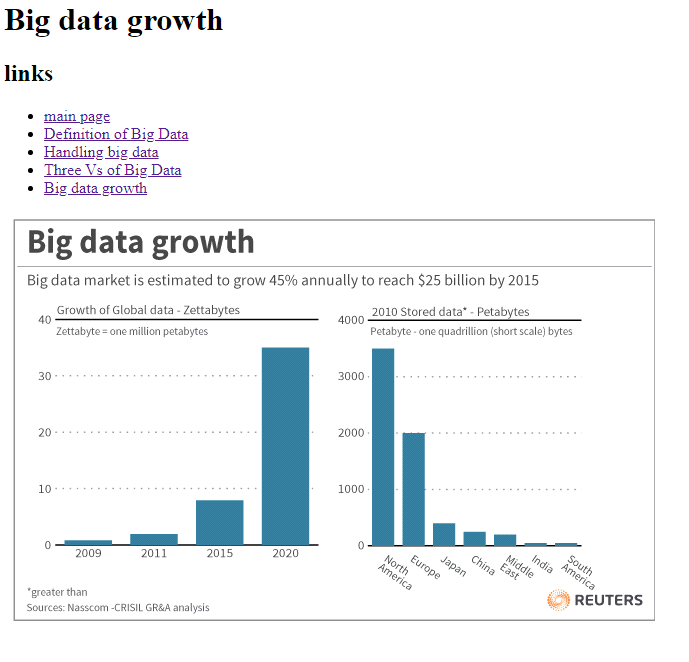 Big data growth
links
main page
Definition of Big Data
Handling big data
Three Vs of Big Data
Big data growth
Big data growth
Big data market is estimated to grow 45% annually to reach $25 billion by 2015
Growth of Global data - Zettabytes
40
Zettabyte = one million petabytes
30
20
10
0
2009 2011 2015 2020
2010 Stored data* - Petabytes
4000
Petabyte - one quadrillion (short scale) bytes
3000
2000
1000
0
North America
Europe
Japan
China
Middle East
India
South America
*greater than
Sources: Nasscom -CRISIL GR&A analysis
REUTERS